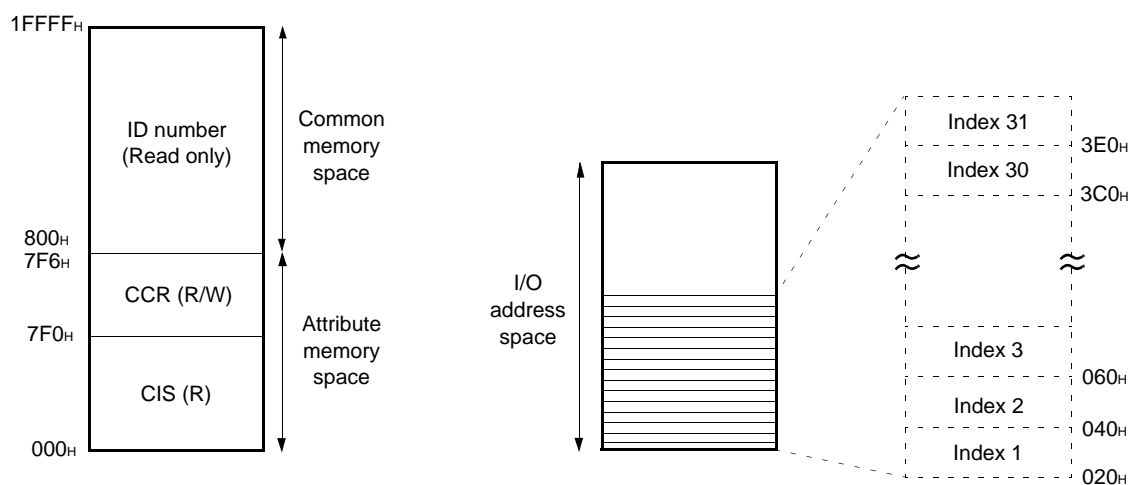 1FFFFH
ID number
(Read only)
Common
memory
space
800H
7F6H
CCR (R/W)
7F0H
Attribute
memory
space
CIS (R)
000H
I/O
address
space
Index 31
3E0H
Index 30
3C0H
≈ ≈
Index 3
060H
Index 2
040H
Index 1
020H